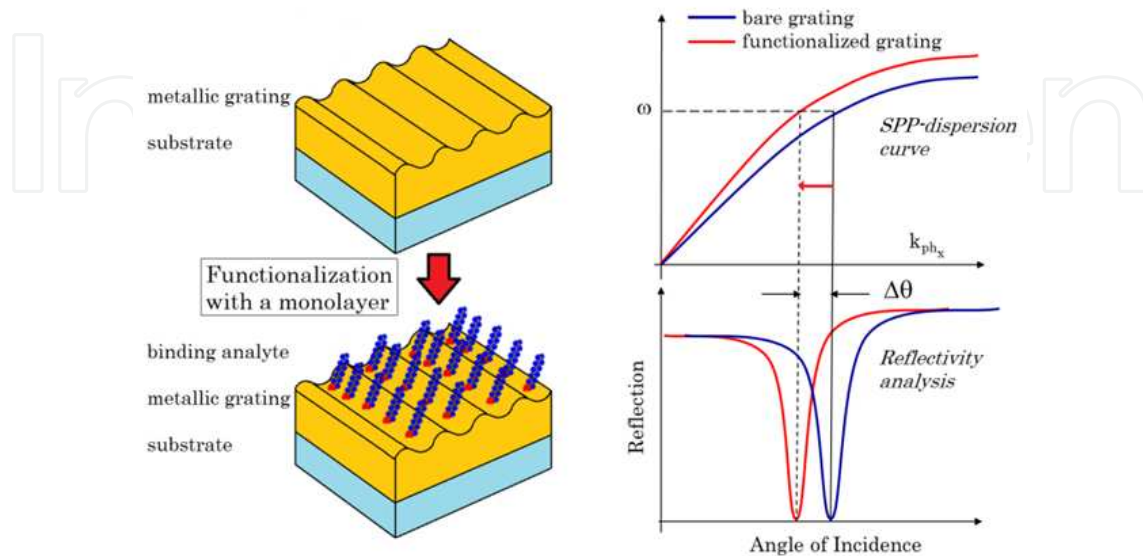 metallic grating
substrate
Functionalization
with a monolayer
binding analyte
metallic grating
substrate
bare grating
functionalized grating
ω
SPP-dispersion
curve
k_ph_x
Δθ
Reflectivity
analysis
Reflection
Angle of Incidence